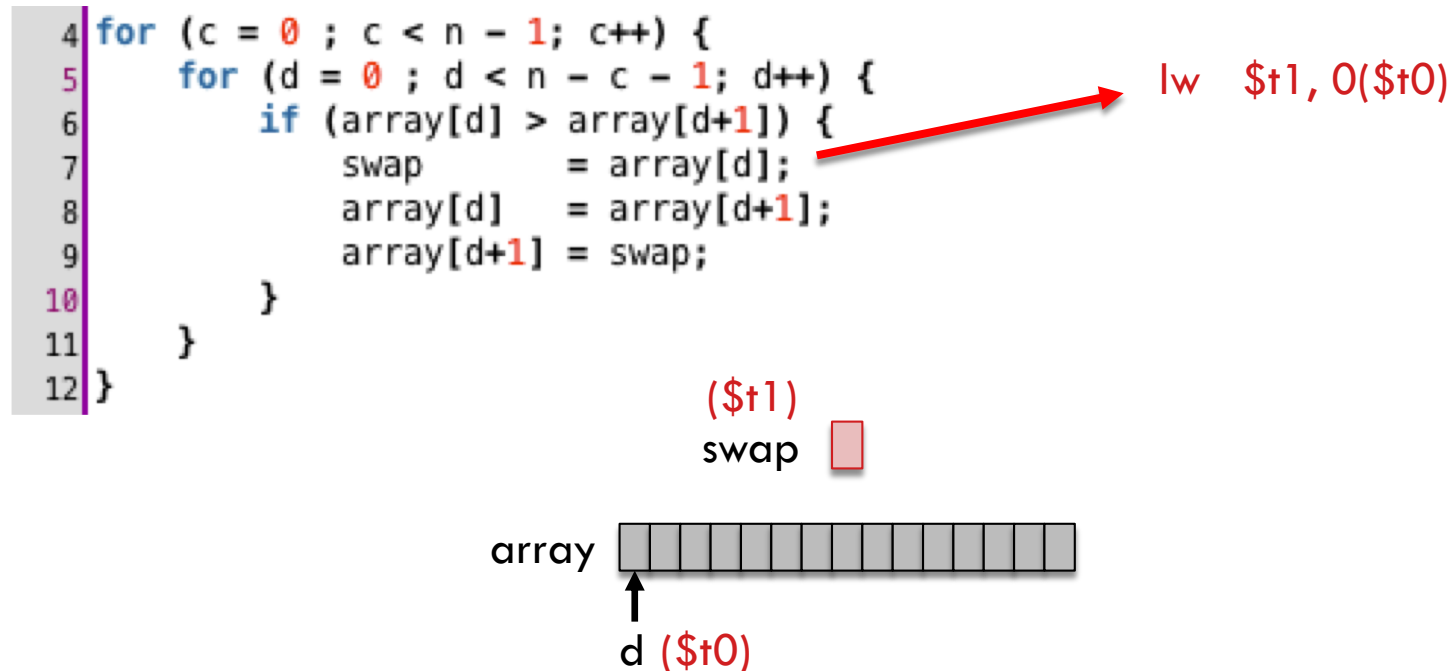 4 for (c = 0 ; c < n - 1; c++) {
5 for (d = 0 ; d < n - c - 1; d++) {
6 if (array[d] > array[d+1]) {
7 swap = array[d];
8 array[d] = array[d+1];
9 array[d+1] = swap;
10 }
11 }
12 }
lw $t1, 0($t0)
($t1)
swap
array
d ($t0)